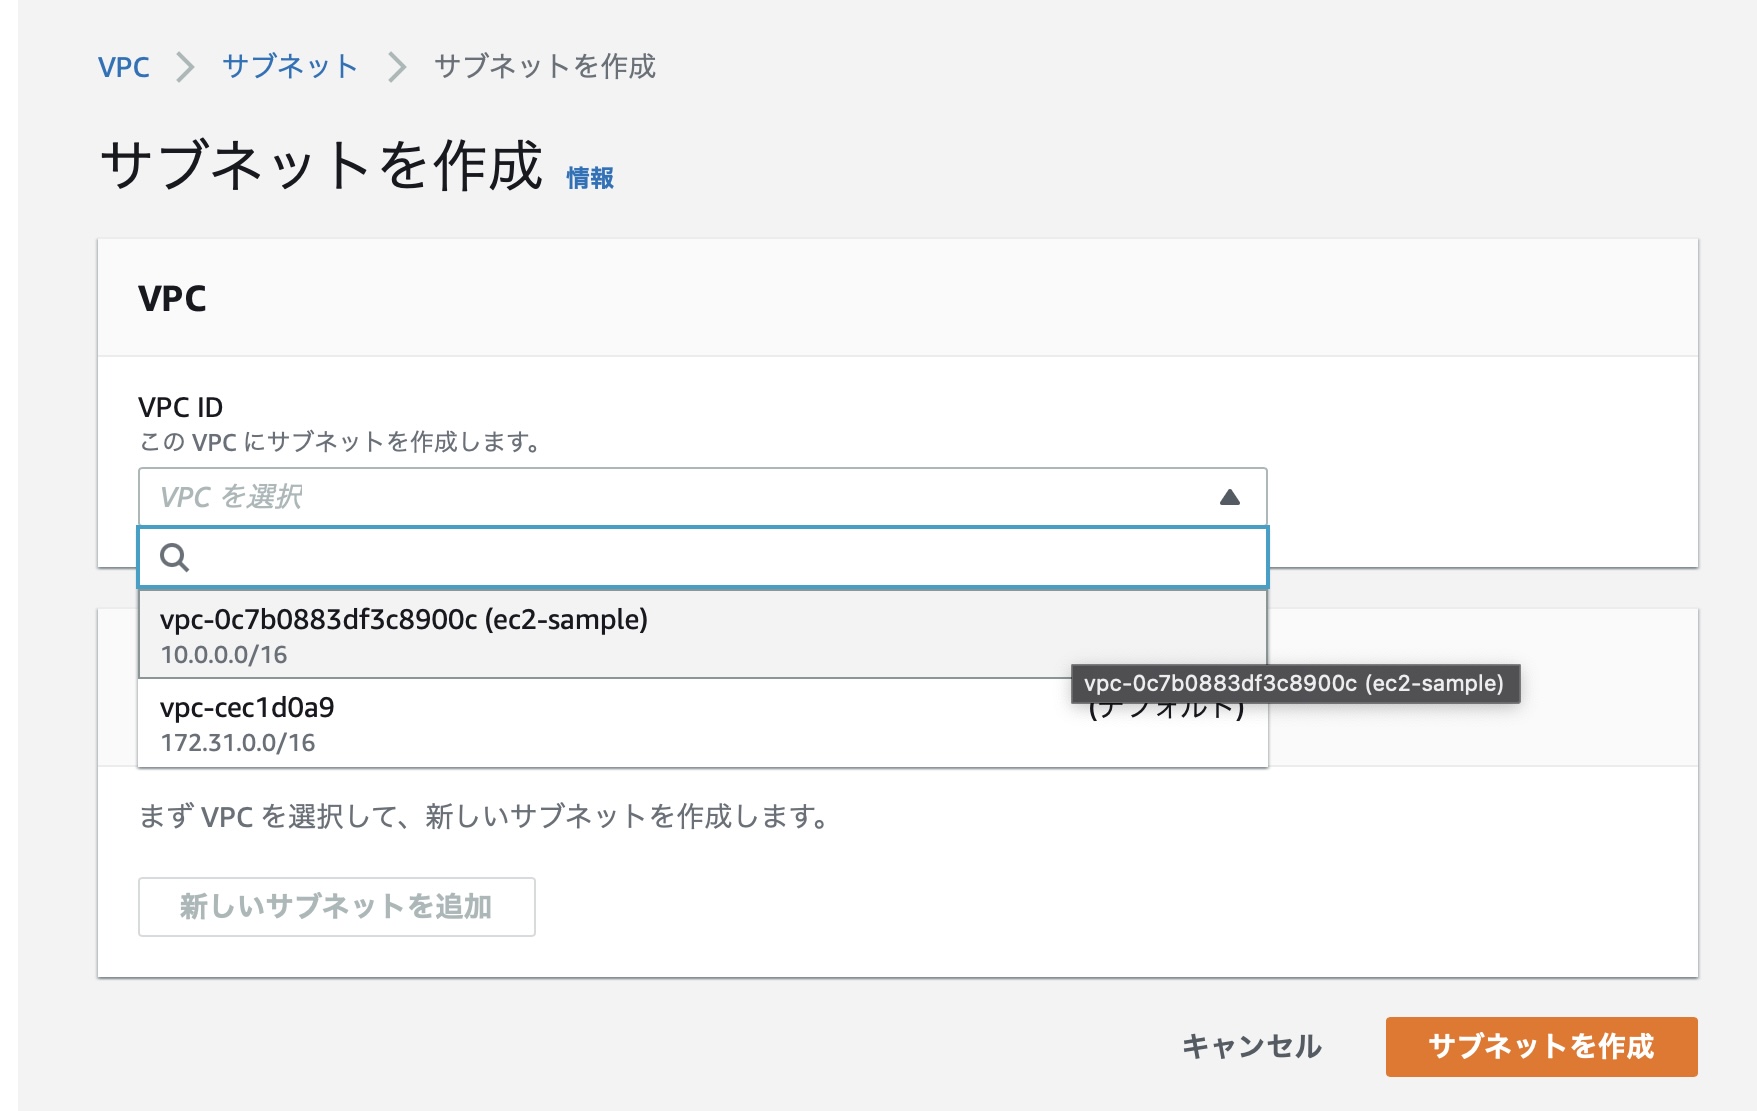 VPC > サブネット > サブネットを作成
サブネットを作成 情報
VPC
VPC ID
この VPC にサブネットを作成します。
VPC を選択
vpc-0c7b0883df3c8900c (ec2-sample)
10.0.0.0/16
vpc-0c7b0883df3c8900c (ec2-sample)
vpc-cec1d0a9 (デフォルト)
172.31.0.0/16
まず VPC を選択して、新しいサブネットを作成します。
新しいサブネットを追加
キャンセル サブネットを作成